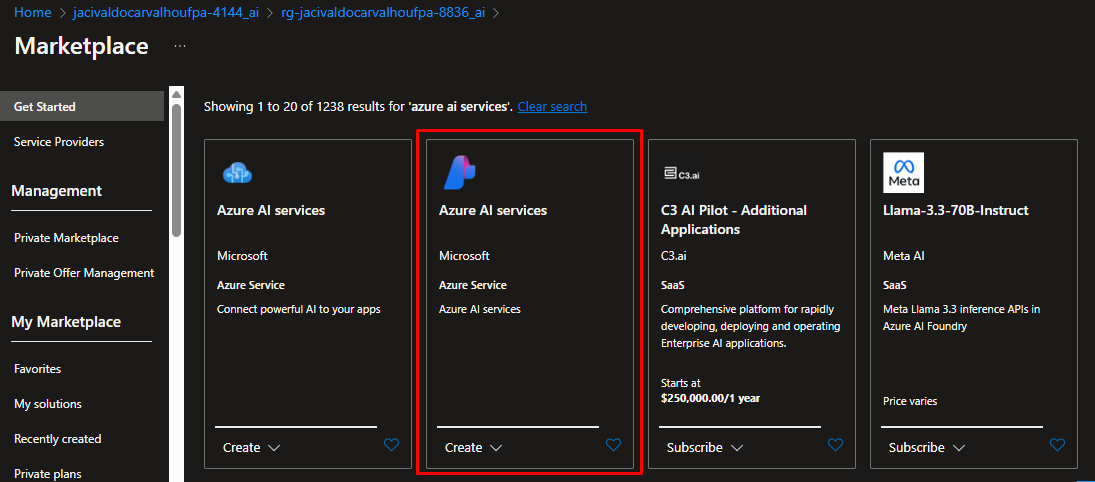 Home > jacivaldocarvalhoufpa-4144_ai > rg-jacivaldocarvalhoufpa-8836_ai >
Marketplace ...
Get Started
Service Providers
Management
Private Marketplace
Private Offer Management
My Marketplace
Favorites
My solutions
Recently created
Private plans
Showing 1 to 20 of 1238 results for 'azure ai services'. Clear search
Azure AI services
Microsoft
Azure Service
Connect powerful AI to your apps
Create
Azure AI services
Microsoft
Azure Service
Azure AI services
Create
C3.ai
C3 AI Pilot - Additional
Applications
C3.ai
SaaS
Comprehensive platform for rapidly
developing, deploying and operating
Enterprise AI applications.
Starts at
$250,000.00/1 year
Subscribe
Meta
Llama-3.3-70B-Instruct
Meta AI
SaaS
Meta Llama 3.3 inference APIs in
Azure AI Foundry
Price varies
Subscribe